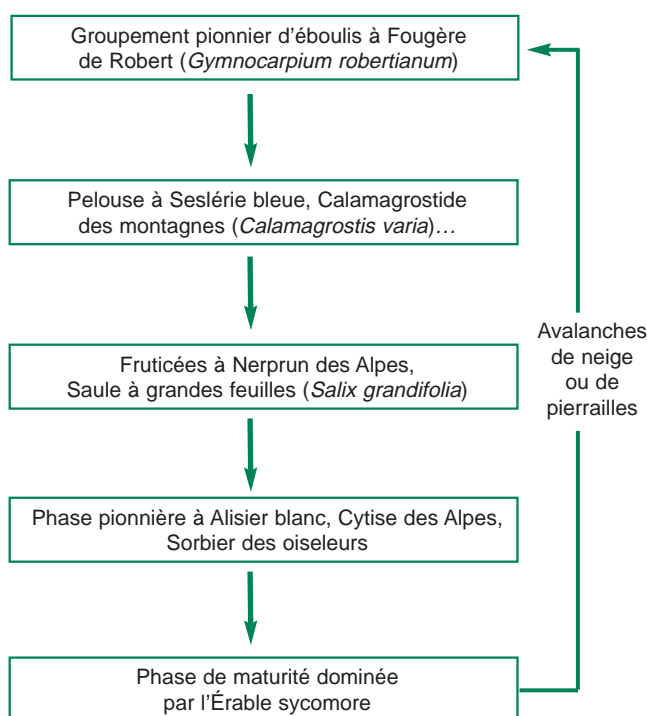 Groupement pionnier d'éboulis à Fougère
de Robert (Gymnocarpium robertianum)
Pelouse à Seslérie bleue, Calamagrostide
des montagnes (Calamagrostis varia)…
Fruticées à Nerprun des Alpes,
Saule à grandes feuilles (Salix grandifolia)
Phase pionnière à Alisier blanc, Cytise des Alpes,
Sorbier des oiseleurs
Phase de maturité dominée
par l'Érable sycomore
Avalanches
de neige
ou de
pierrailles